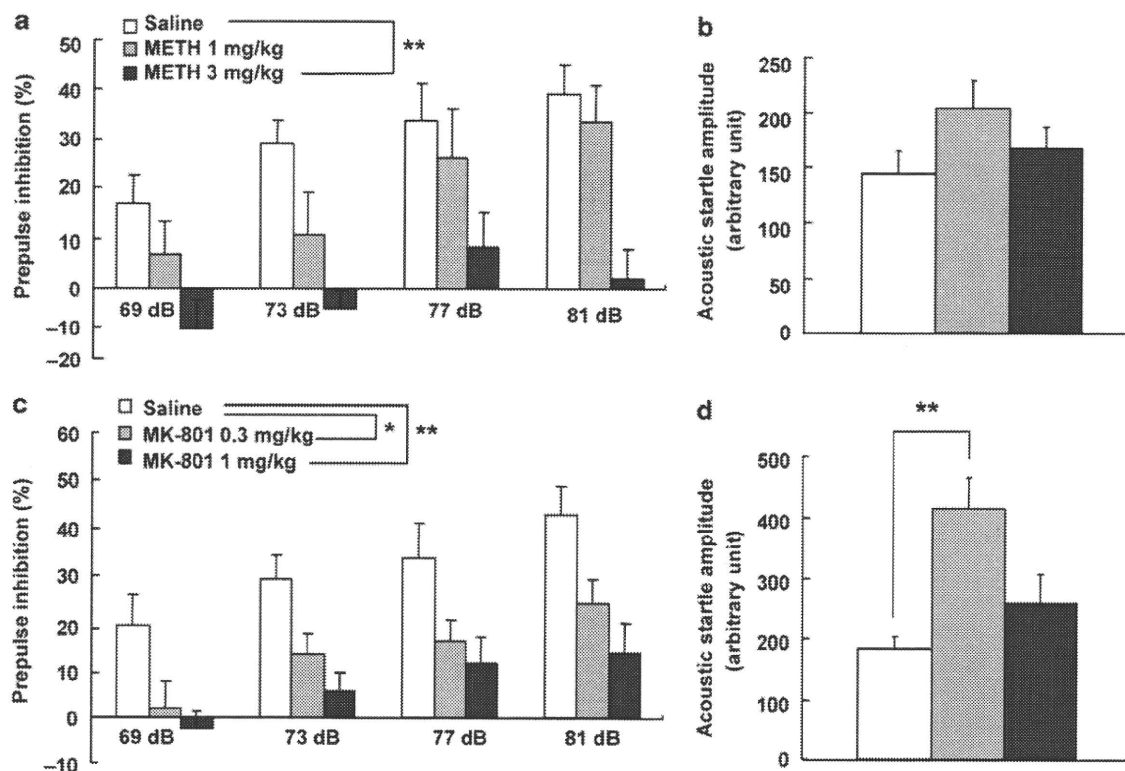 a
Saline
METH 1 mg/kg
METH 3 mg/kg
**
Prepulse inhibition (%)
50
40
30
20
10
0
–10
–20
69 dB
73 dB
77 dB
81 dB
b
Acoustic startle amplitude
(arbitrary unit)
250
200
150
100
50
0
c
Saline
MK-801 0.3 mg/kg
MK-801 1 mg/kg
*
**
Prepulse inhibition (%)
60
50
40
30
20
10
0
–10
69 dB
73 dB
77 dB
81 dB
d
**
Acoustic startle amplitude
(arbitrary unit)
500
400
300
200
100
0